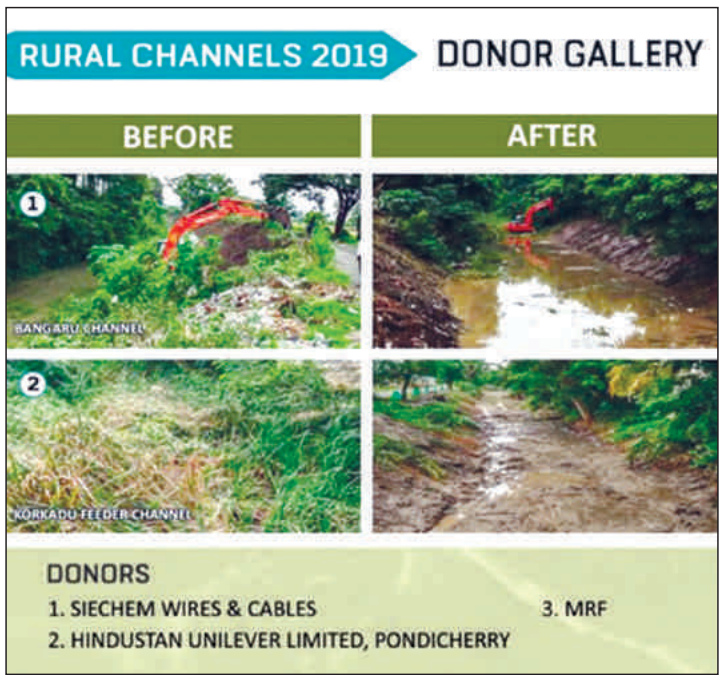 RURAL CHANNELS 2019
DONOR GALLERY
BEFORE
AFTER
1
BANGARU CHANNEL
2
KORKADU FEEDER CHANNEL
DONORS
1. SIECHEM WIRES & CABLES
3. MRF
2. HINDUSTAN UNILEVER LIMITED, PONDICHERRY